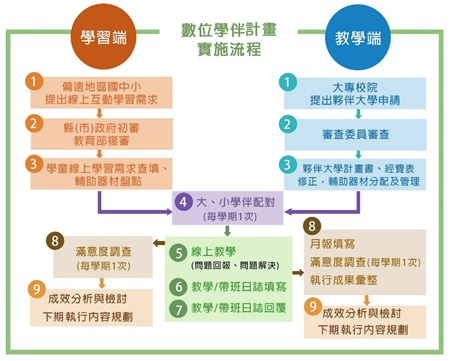 數位學伴計畫
實施流程
學習端
教學端
1
偏遠地區國中小
提出線上互動學習需求
2
縣(市)政府初審
教育部複審
3
學童線上學習需求查填、
輔助器材盤點
1
大專校院
提出夥伴大學申請
2
審查委員審查
3
夥伴大學計畫書、經費表
修正，輔助器材分配及管理
4
大、小學伴配對
(每學期1次)
5
線上教學
(問題回報、問題解決)
6
教學/帶班日誌填寫
7
教學/帶班日誌回覆
8
滿意度調查
(每學期1次)
9
成效分析與檢討
下期執行內容規劃
8
月報填寫
滿意度調查(每學期1次)
執行成果彙整
9
成效分析與檢討
下期執行內容規劃